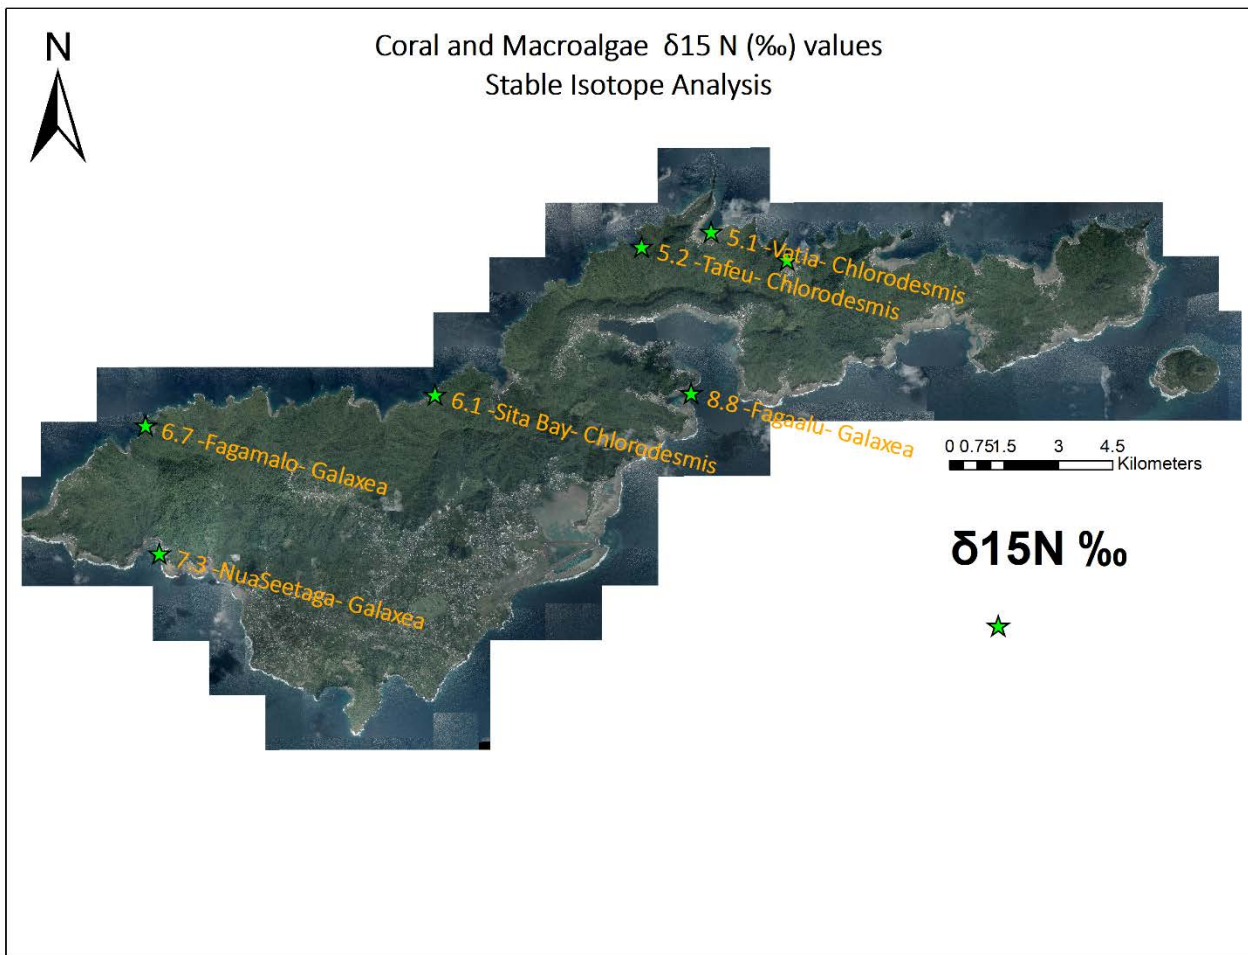 N
Coral and Macroalgae δ15 N (‰) values
Stable Isotope Analysis
5.1 -Vatia- Chlorodesmis
5.2 -Tafeu- Chlorodesmis
8.8 -Fagaalu- Galaxea
6.1 -Sita Bay- Chlorodesmis
6.7 -Fagamalo- Galaxea
7.3 -NuaSeetaga- Galaxea
0 0.751.5 3 4.5
Kilometers
δ15N ‰